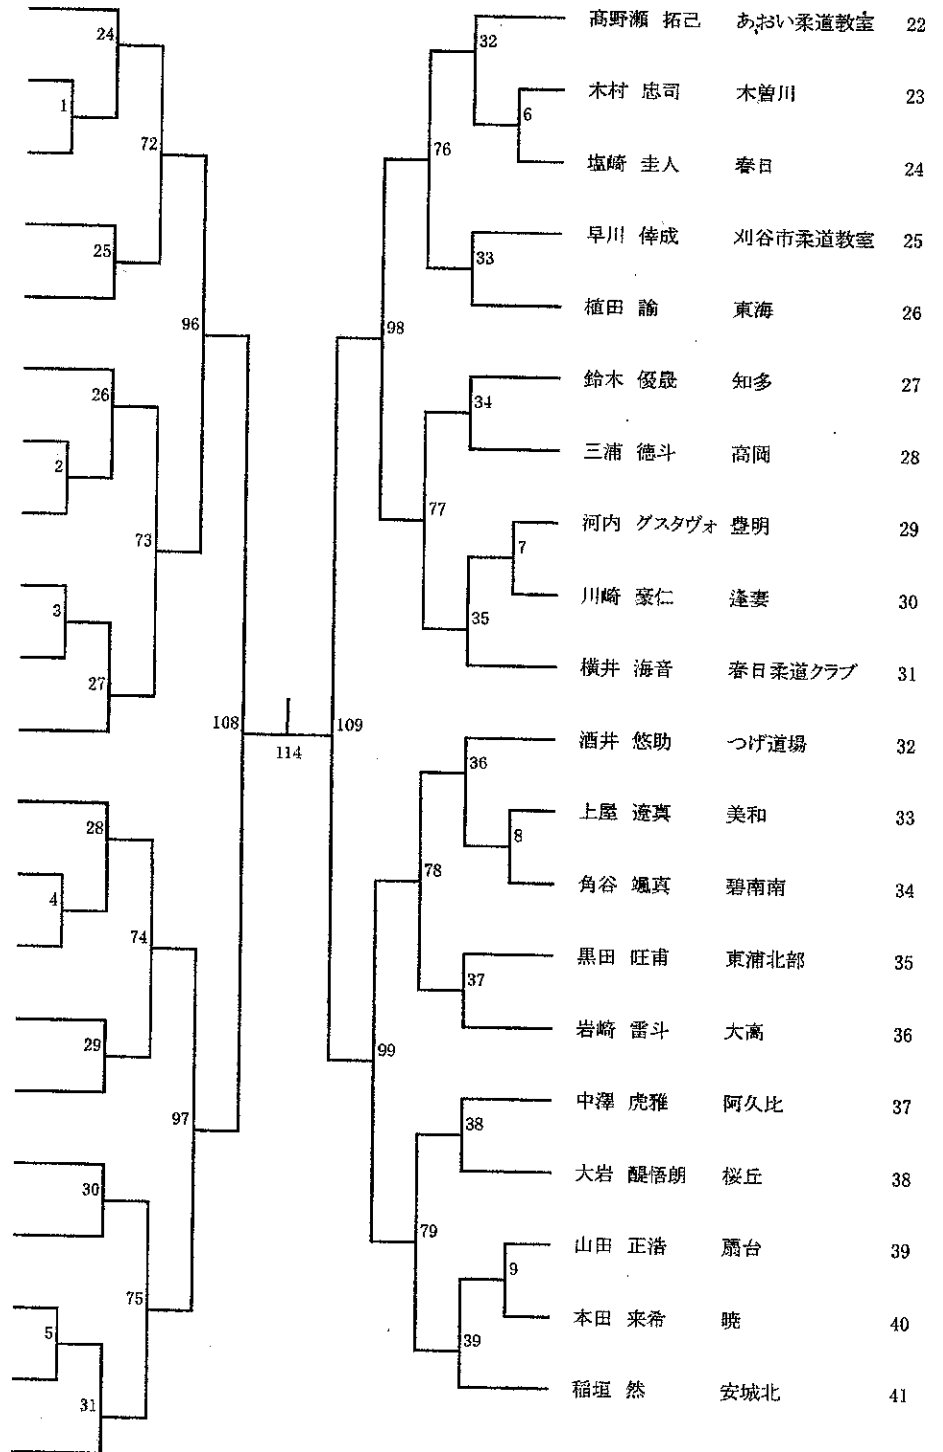 髙野瀬 拓己 あおい柔道教室 22
24
32
木村 忠司 木曽川 23
1
6
72
76
塩崎 圭人 春日 24
早川 倖成 刈谷市柔道教室 25
25
33
植田 諭 東海 26
96
98
鈴木 優晟 知多 27
26
34
三浦 徳斗 高岡 28
2
77
河内 グスタヴォ 豊明 29
73
7
川崎 豪仁 逢妻 30
3
35
横井 海音 春日柔道クラブ 31
27
108
109
114
酒井 悠助 つげ道場 32
36
上屋 遼真 美和 33
28
8
78
角谷 颯真 碧南南 34
4
74
黒田 旺甫 東浦北部 35
37
岩崎 雷斗 大高 36
29
99
中澤 虎雅 阿久比 37
97
38
大岩 醍悟朗 桜丘 38
30
79
山田 正浩 扇台 39
9
75
本田 来希 暁 40
5
39
稲垣 然 安城北 41
31